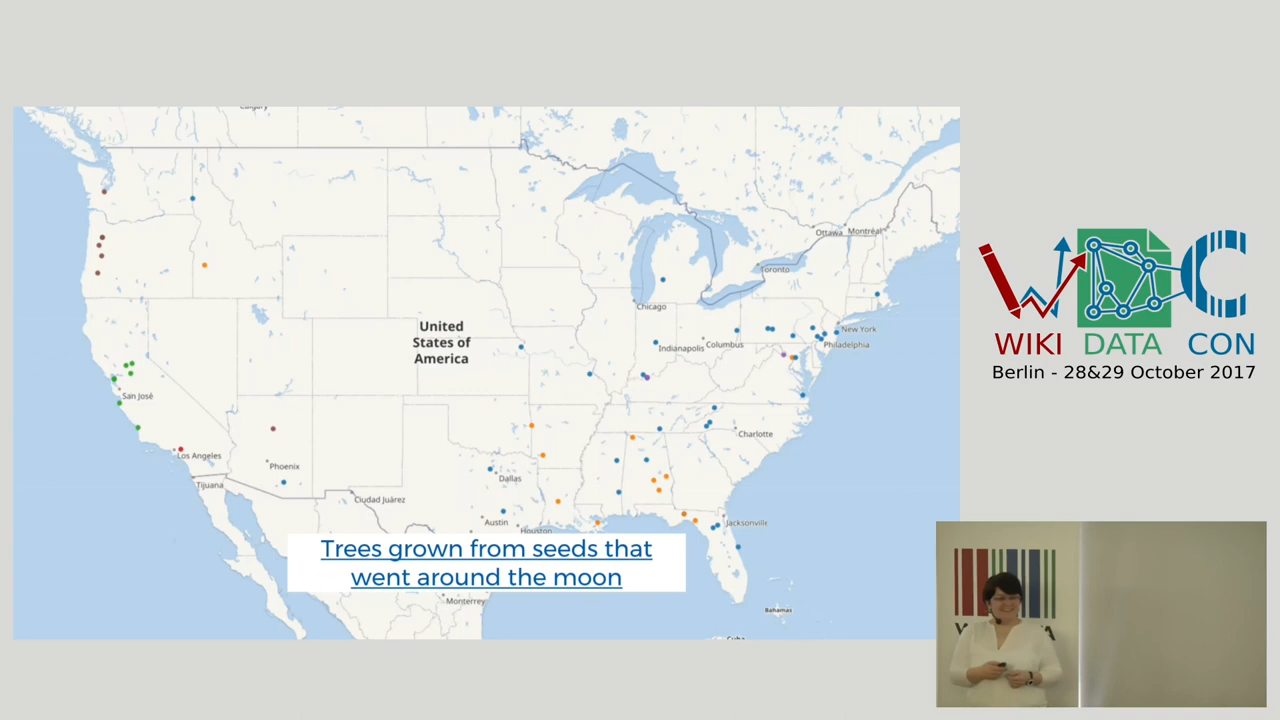 Calgary
Ottawa
Montréal
Toronto
Chicago
New York
United
States of
America
Indianapolis
Columbus
Philadelphia
San José
Charlotte
Los Angeles
Phoenix
Dallas
Tijuana
Ciudad Juárez
Austin
Jacksonville
Houston
Trees grown from seeds that
went around the moon
Monterrey
Bahamas
Cuba
WDC
WIKI DATA CON
Berlin - 28&29 October 2017